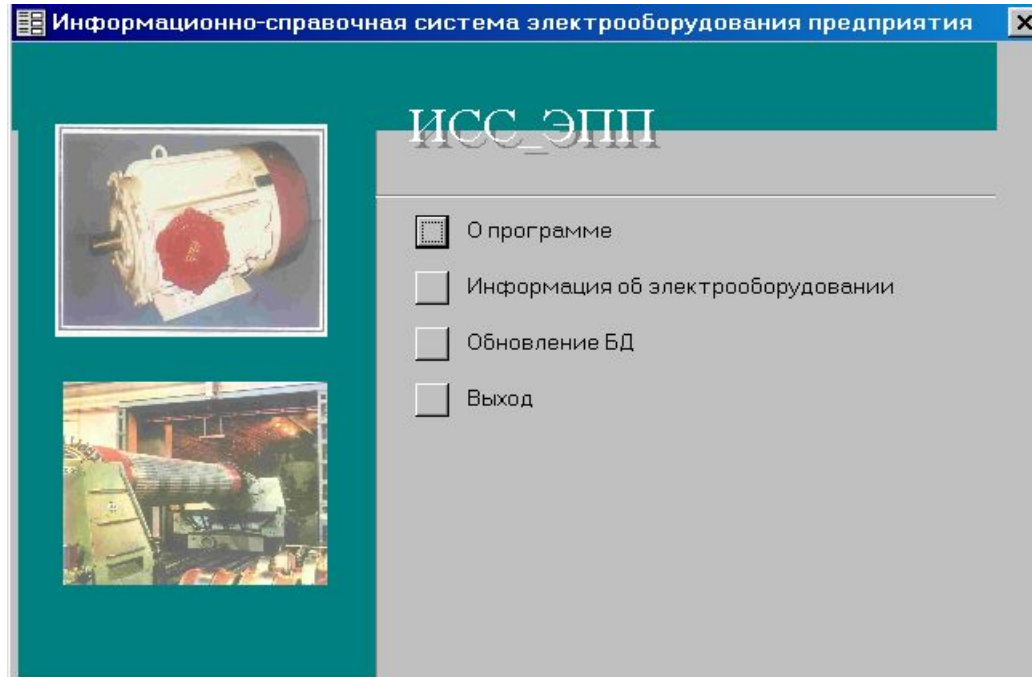 Информационно-справочная система электрооборудования предприятия
ИСС_ЭПП
О программе
Информация об электрооборудовании
Обновление БД
Выход